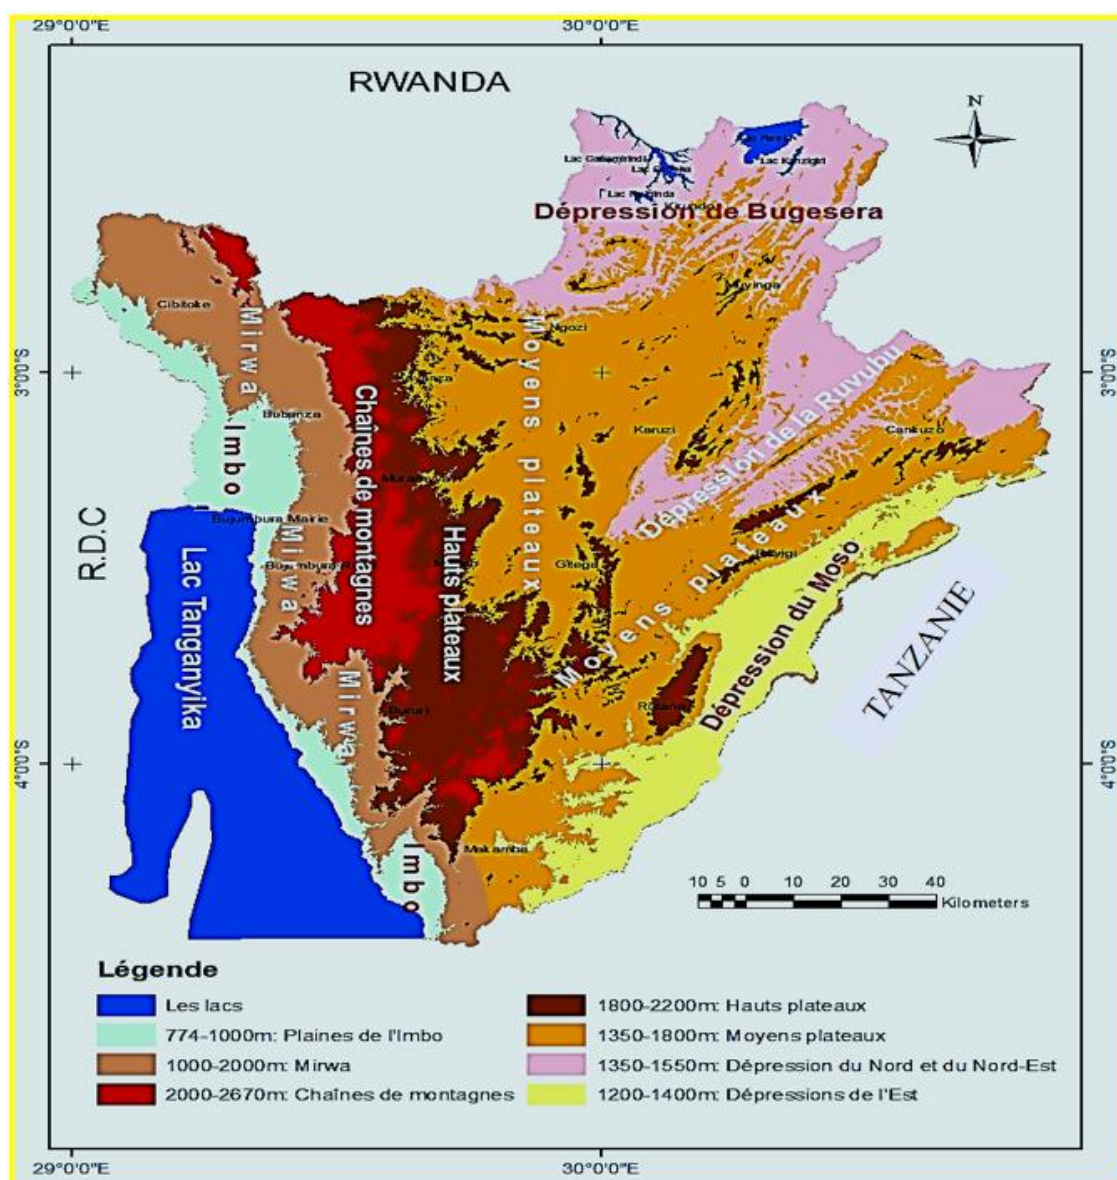 29°0'0"E 30°0'0"E
RWANDA
N
Lac Kanzigiri
Kirundo
Dépression de Bugesera
Muyinga
Cibitoke
Mirwa
Moyens plateaux
Ngozi
3°0'0"S 3°0'0"S
Chaînes de montagnes
Bubanza
Imbo
Karuzi
Dépression de la Ruvubu
Cankuzo
Hauts plateaux
R.D.C
Bujumbura Mairie
Mirwa
Bujumbura
Gitega
Moyens plateaux
Lac Tanganyika
Dépression du Moso
TANZANIE
Mirwa
Bururi
Rutana
4°0'0"S 4°0'0"S
Makamba
Imbo
10 5 0 10 20 30 40
Kilometers
Légende
Les lacs
774-1000m: Plaines de l'Imbo
1000-2000m: Mirwa
2000-2670m: Chaînes de montagnes
1800-2200m: Hauts plateaux
1350-1800m: Moyens plateaux
1350-1550m: Dépression du Nord et du Nord-Est
1200-1400m: Dépressions de l'Est
29°0'0"E 30°0'0"E